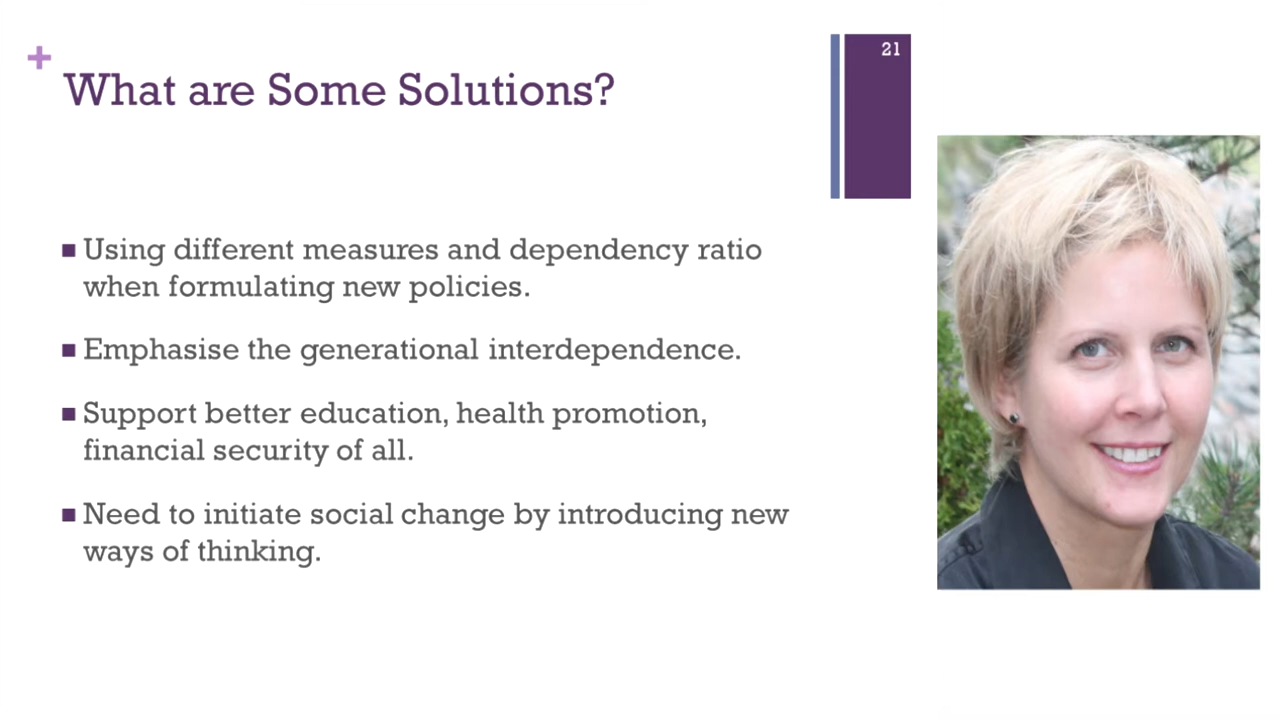 +
What are Some Solutions?
21
Using different measures and dependency ratio
when formulating new policies.
Emphasise the generational interdependence.
Support better education, health promotion,
financial security of all.
Need to initiate social change by introducing new
ways of thinking.